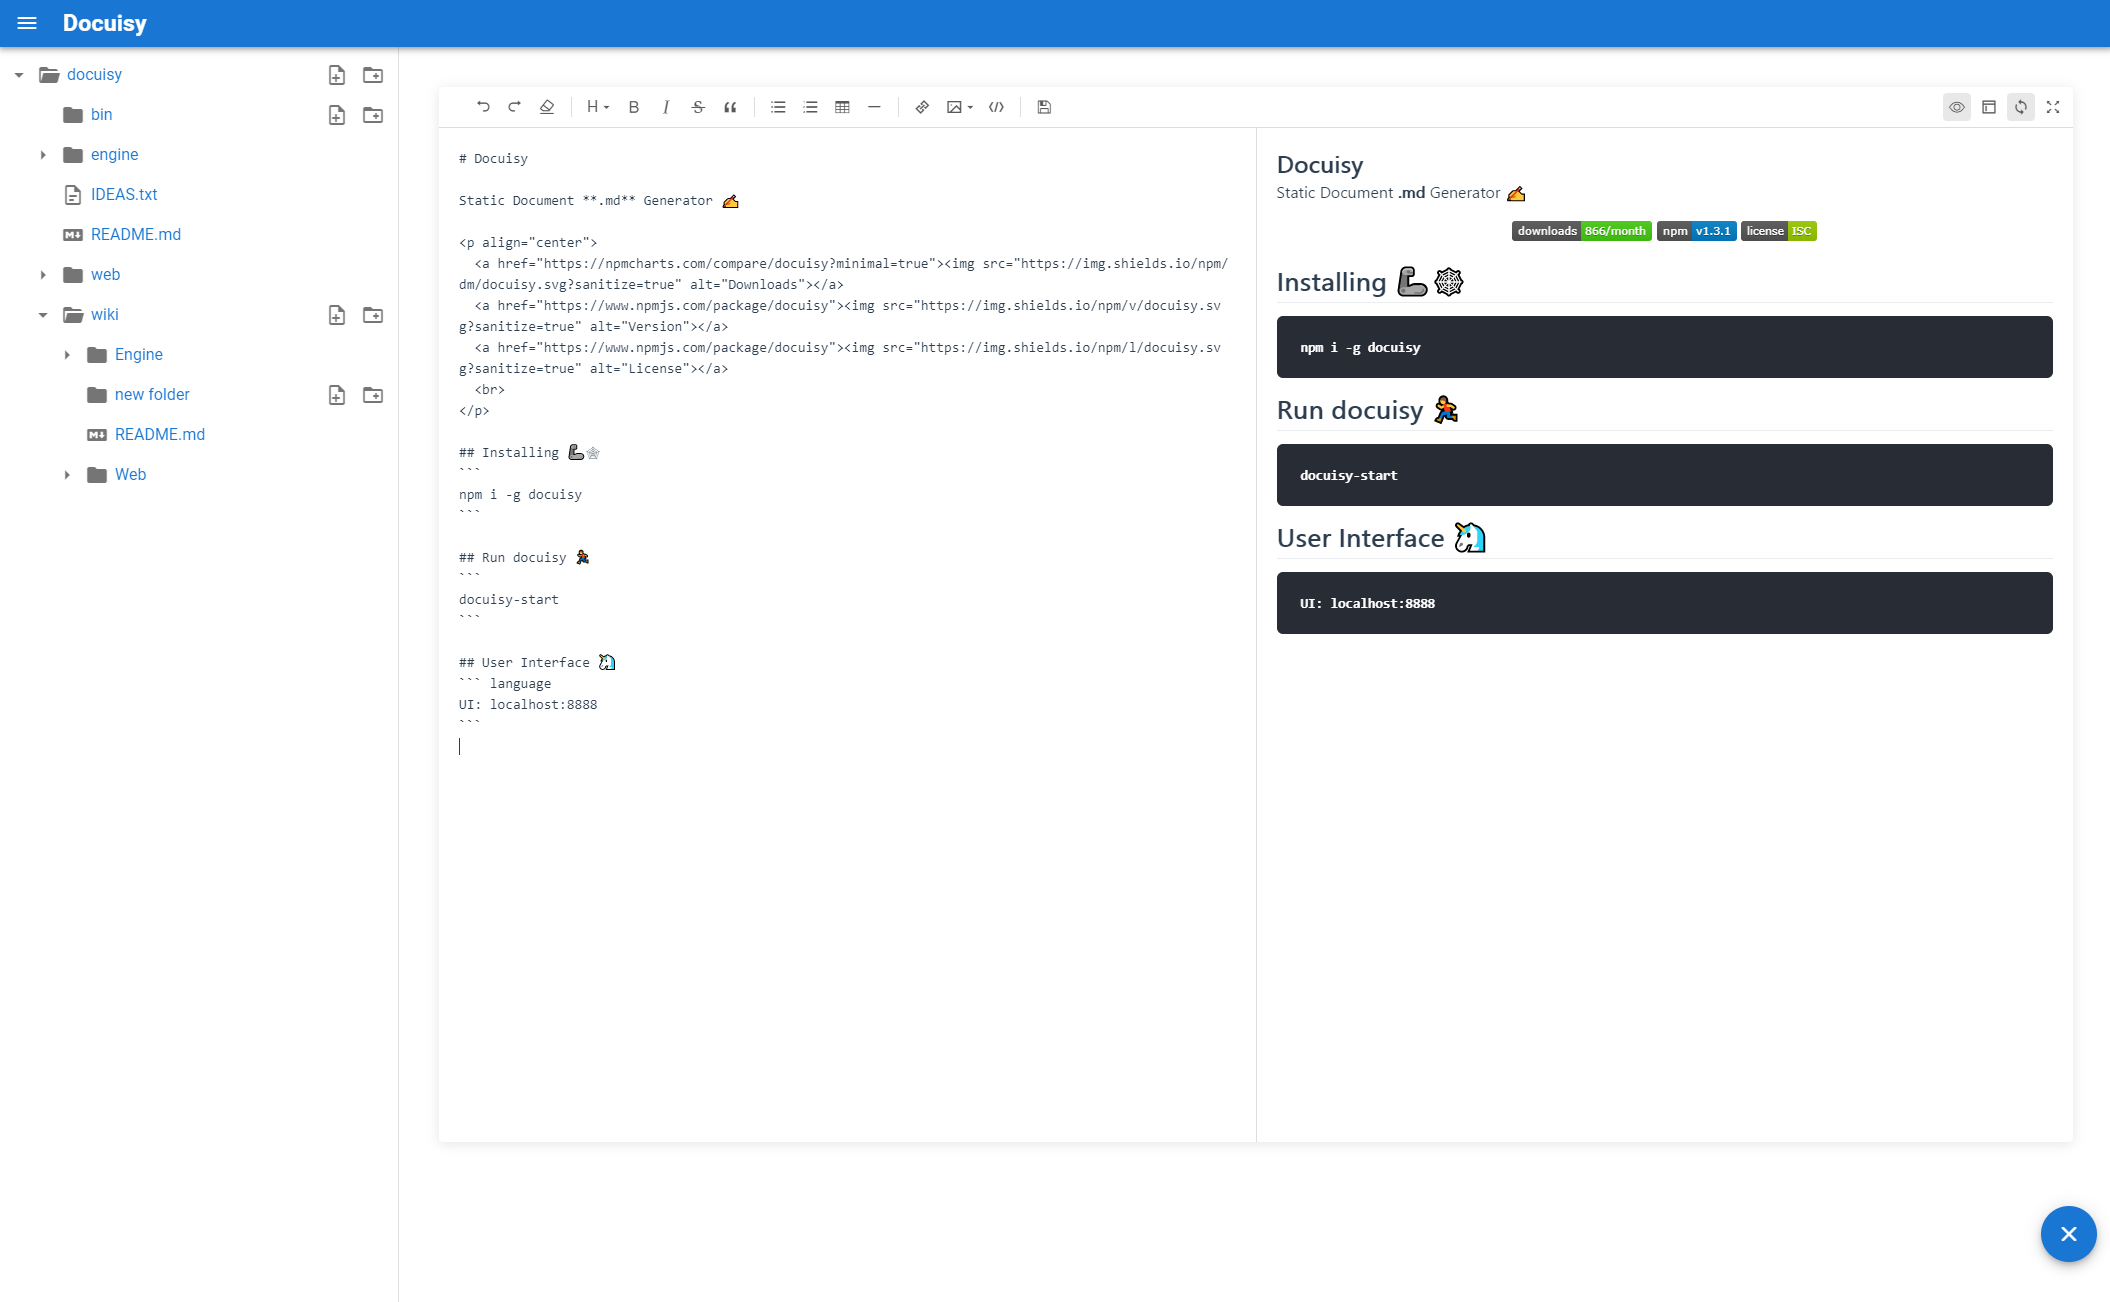 Docuisy
docuisy
bin
engine
IDEAS.txt
README.md
web
wiki
Engine
new folder
README.md
Web
H
B
I
S
# Docuisy
Static Document **.md** Generator ✍
<p align="center">
  <a href="https://npmcharts.com/compare/docuisy?minimal=true"><img src="https://img.shields.io/npm/
dm/docuisy.svg?sanitize=true" alt="Downloads"></a>
  <a href="https://www.npmjs.com/package/docuisy"><img src="https://img.shields.io/npm/v/docuisy.sv
g?sanitize=true" alt="Version"></a>
  <a href="https://www.npmjs.com/package/docuisy"><img src="https://img.shields.io/npm/l/docuisy.sv
g?sanitize=true" alt="License"></a>
  <br>
</p>
## Installing 🦾🕸
```
npm i -g docuisy
```
## Run docuisy 🏃
```
docuisy-start
```
## User Interface 🦄
``` language
UI: localhost:8888
```
Docuisy
Static Document .md Generator ✍
downloads 866/month npm v1.3.1 license ISC
Installing 🦾🕸
npm i -g docuisy
Run docuisy 🏃
docuisy-start
User Interface 🦄
UI: localhost:8888